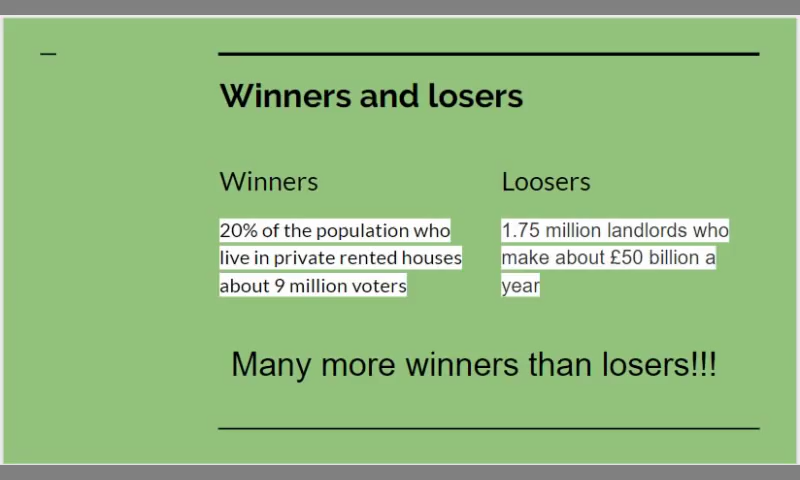 Winners and losers
Winners
20% of the population who
live in private rented houses
about 9 million voters
Loosers
1.75 million landlords who
make about £50 billion a
year
Many more winners than losers!!!